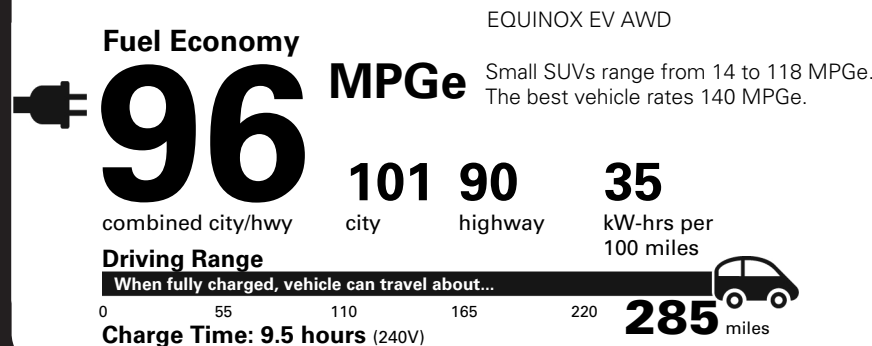 EQUINOX EV AWD
Fuel Economy
96
MPGe
Small SUVs range from 14 to 118 MPGe.
The best vehicle rates 140 MPGe.
101 90 35
combined city/hwy city highway kW-hrs per
100 miles
Driving Range
When fully charged, vehicle can travel about...
0 55 110 165 220 285 miles
Charge Time: 9.5 hours (240V)